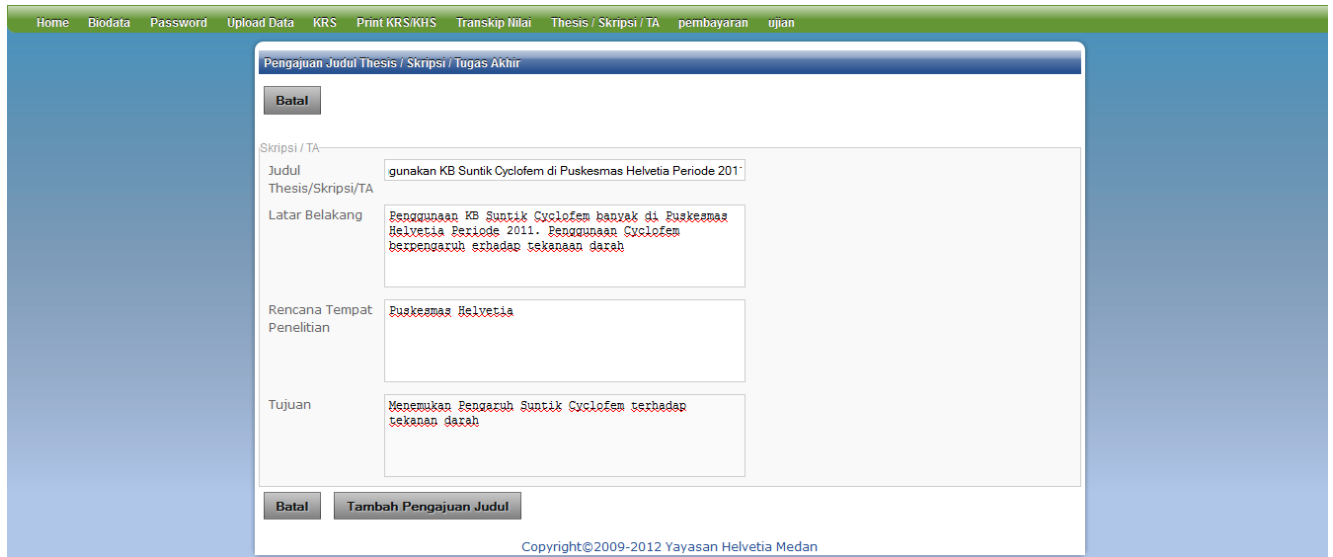 Home Biodata Password Upload Data KRS Print KRS/KHS Transkip Nilai Thesis / Skripsi / TA pembayaran ujian
Pengajuan Judul Thesis / Skripsi / Tugas Akhir
Batal
Skripsi / TA
Judul
Thesis/Skripsi/TA
gunakan KB Suntik Cyclofem di Puskesmas Helvetia Periode 201
Latar Belakang
Penggunaan KB Suntik Cyclofem banyak di Puskesmas
Helvetia Periode 2011. Penggunaan Cyclofem
berpengaruh erhadap tekanaan darah
Rencana Tempat
Penelitian
Puskesmas Helvetia
Tujuan
Menemukan Pengaruh Suntik Cyclofem terhadap
tekanan darah
Batal Tambah Pengajuan Judul
Copyright©2009-2012 Yayasan Helvetia Medan